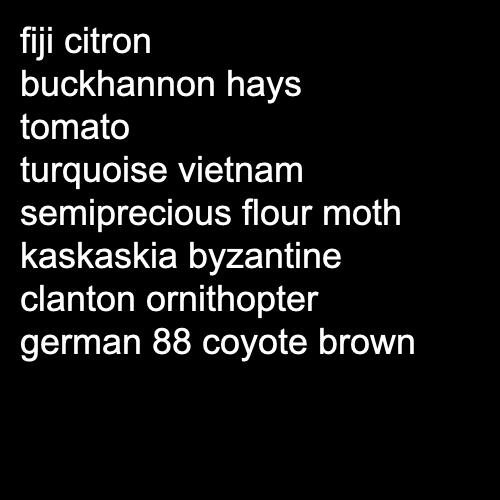 fiji citron
buckhannon hays
tomato
turquoise vietnam
semiprecious flour moth
kaskaskia byzantine
clanton ornithopter
german 88 coyote brown